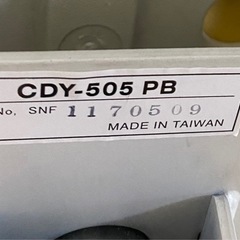 CDY-505 PB
No. SNF 1170509
MADE IN TAIWAN